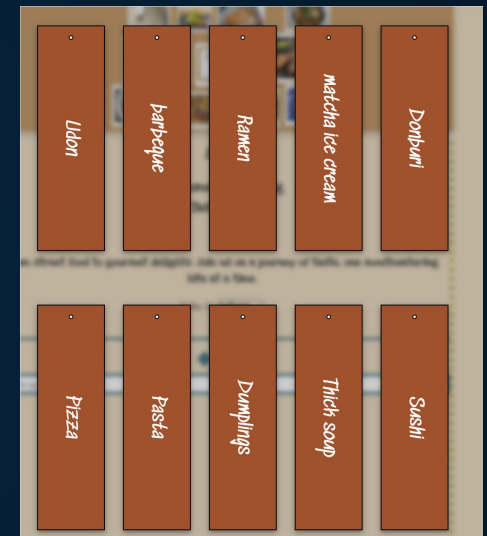 Udon
barbeque
Ramen
matcha ice cream
Donburi
Pizza
Pasta
Dumplings
Thick soup
Sushi